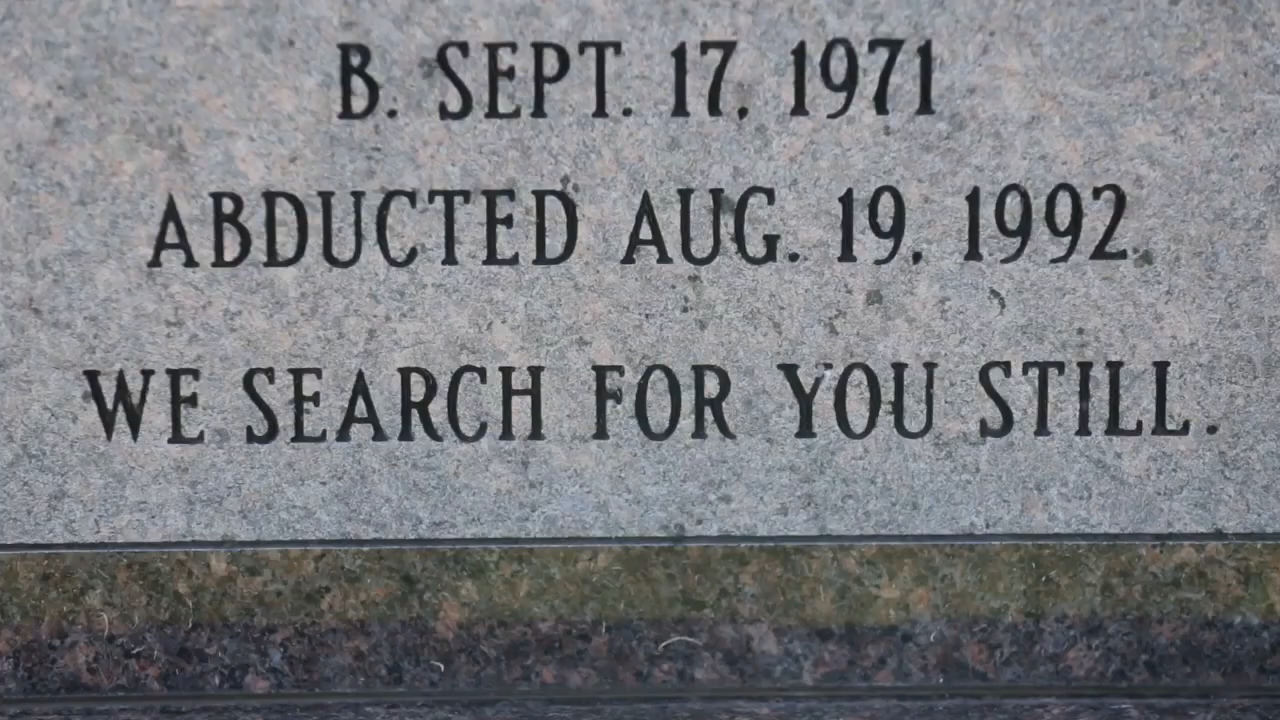 B. SEPT. 17, 1971
ABDUCTED AUG. 19, 1992
WE SEARCH FOR YOU STILL.